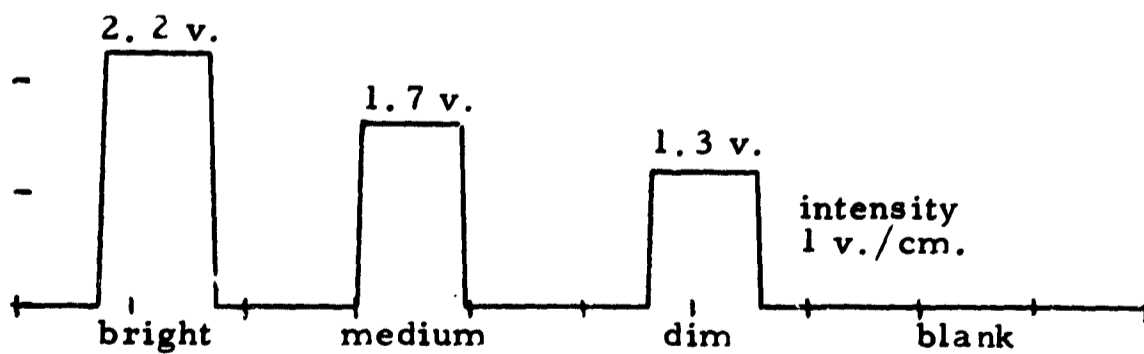 2. 2 v.
1. 7 v.
1. 3 v.
intensity
1 v./cm.
bright medium dim blank